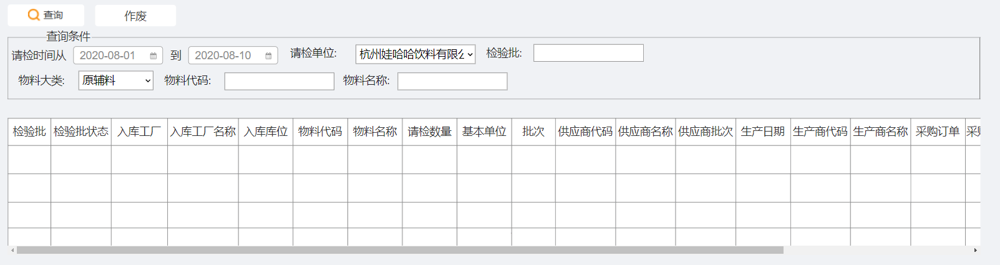 查询 作废
查询条件
请检时间从 2020-08-01 到 2020-08-10 请检单位: 杭州娃哈哈饮料有限公 检验批:
物料大类: 原辅料 物料代码: 物料名称:
检验批 检验批状态 入库工厂 入库工厂名称 入库库位 物料代码 物料名称 请检数量 基本单位 批次 供应商代码 供应商名称 供应商批次 生产日期 生产商代码 生产商名称 采购订单 采